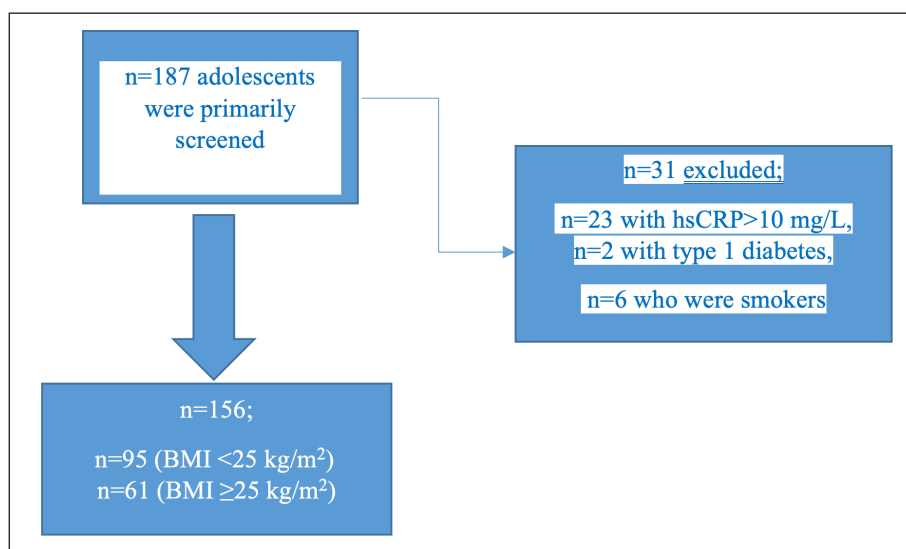 n=187 adolescents
were primarily
screened
n=31 excluded;
n=23 with hsCRP>10 mg/L,
n=2 with type 1 diabetes,
n=6 who were smokers
n=156;
n=95 (BMI <25 kg/m²)
n=61 (BMI ≥25 kg/m²)